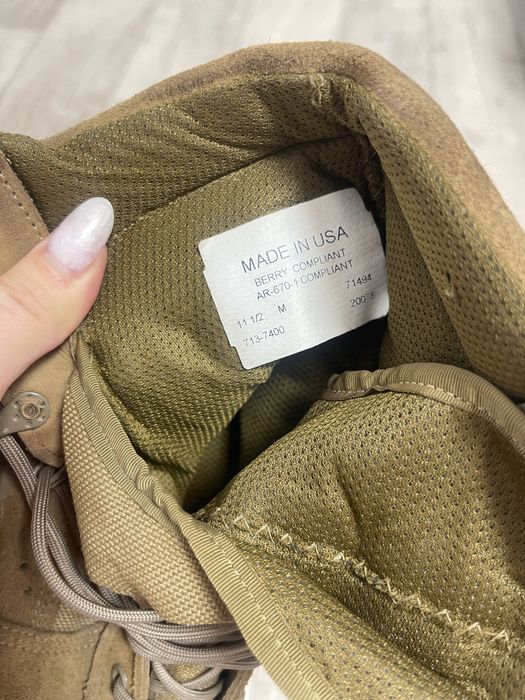 MADE IN USA
BERRY-COMPLIANT
AR-670-1 COMPLIANT
11 1/2 M 71494
713-7400 20078